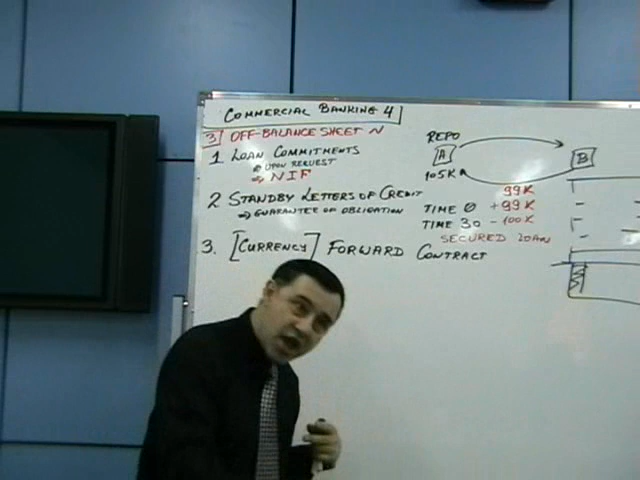 COMMERCIAL BANKING 4
3] OFF-BALANCE SHEET N
1 LOAN COMMITMENTS
→ UPON REQUEST
→ NIF
2 STANDBY LETTERS OF CREDIT
→ GUARANTEE OF OBLIGATION
3. [CURRENCY] FORWARD CONTRACT
REPO
A B
105K
99K
TIME 0 +99K
TIME 30 -100K
SECURED LOAN